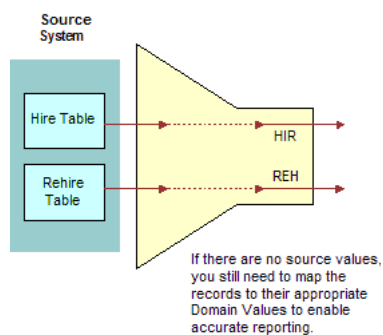 Source
System
Hire Table
HIR
Rehire
Table
REH
If there are no source values,
you still need to map the
records to their appropriate
Domain Values to enable
accurate reporting.